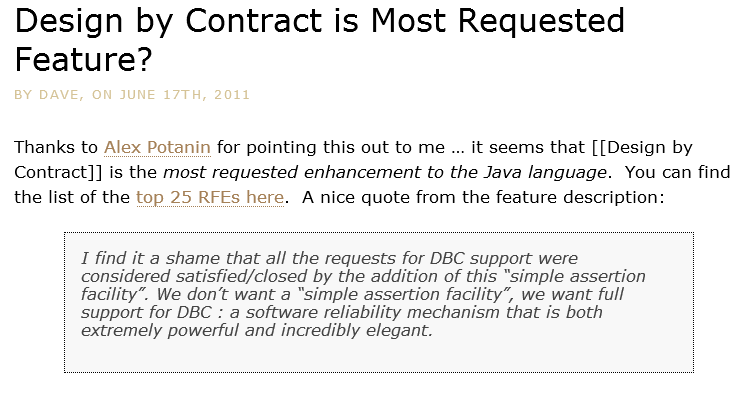 Design by Contract is Most Requested
Feature?
BY DAVE, ON JUNE 17TH, 2011
Thanks to Alex Potanin for pointing this out to me … it seems that [[Design by
Contract]] is the most requested enhancement to the Java language.  You can find
the list of the top 25 RFEs here.  A nice quote from the feature description:
I find it a shame that all the requests for DBC support were
considered satisfied/closed by the addition of this “simple assertion
facility”. We don’t want a “simple assertion facility”, we want full
support for DBC : a software reliability mechanism that is both
extremely powerful and incredibly elegant.